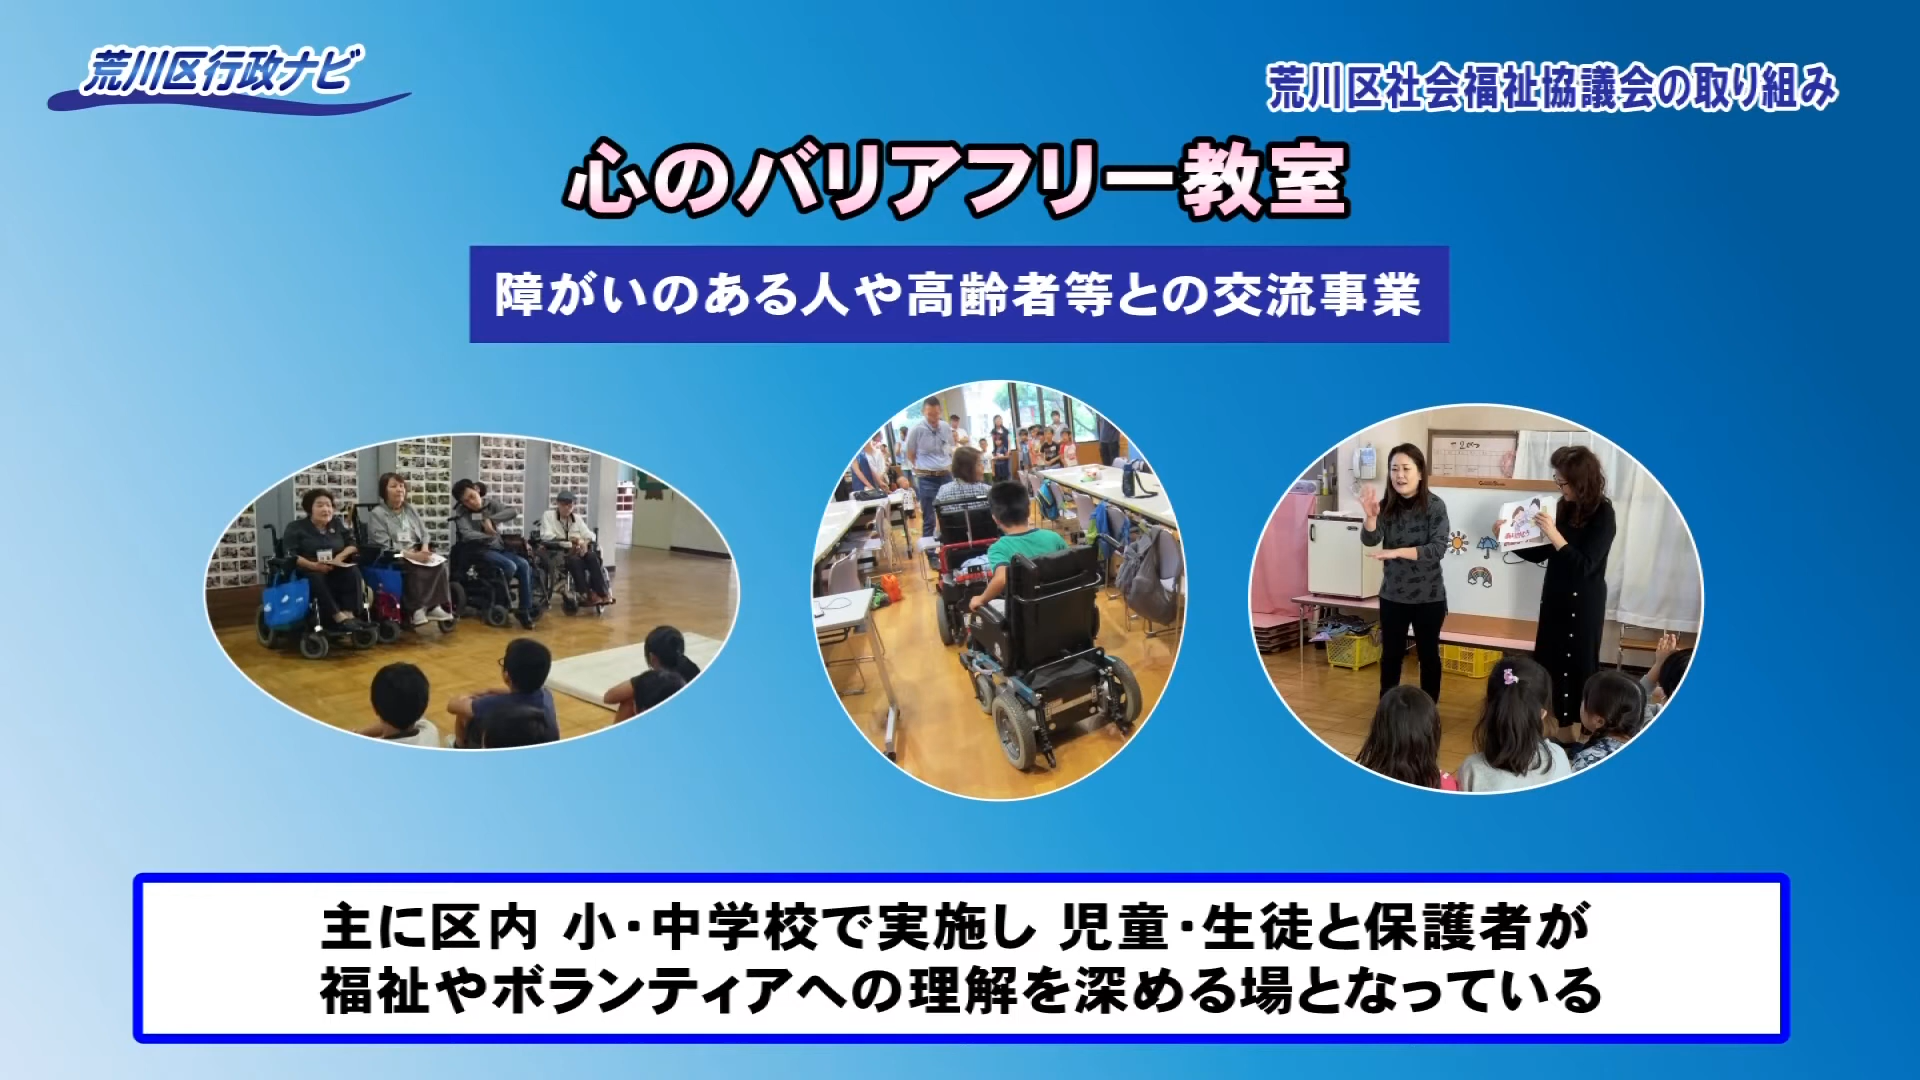 荒川区行政ナビ
荒川区社会福祉協議会の取り組み
心のバリアフリー教室
障がいのある人や高齢者等との交流事業
ありがとう
主に区内 小・中学校で実施し 児童・生徒と保護者が
福祉やボランティアへの理解を深める場となっている